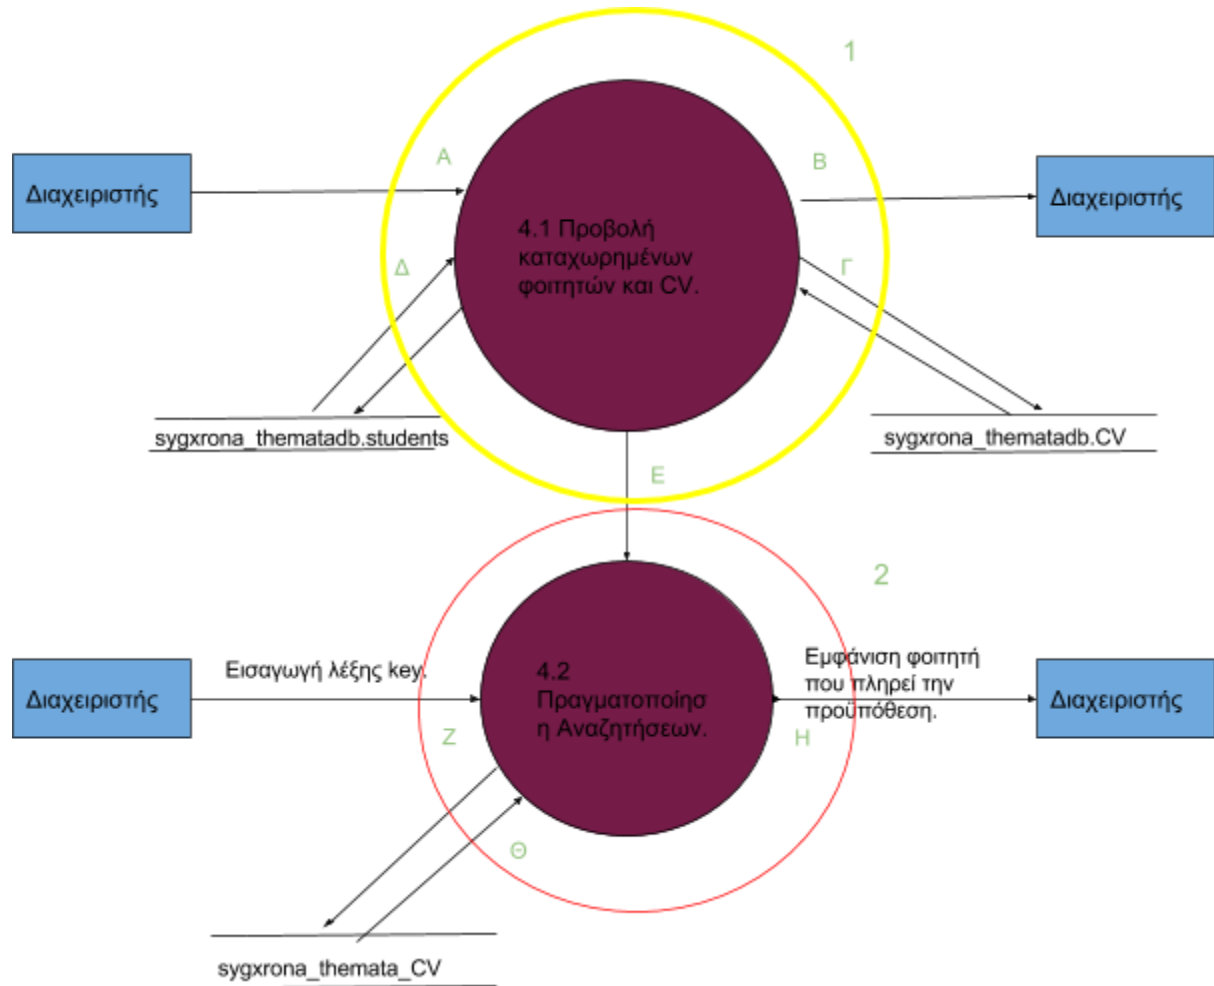 1
Α
Β
Διαχειριστής
Διαχειριστής
4.1 Προβολή
καταχωρημένων
φοιτητών και CV.
Δ
Γ
sygxrona_thematadb.students
sygxrona_thematadb.CV
Ε
2
Εισαγωγή λέξης key.
Εμφάνιση φοιτητή
που πληρεί την
προϋπόθεση.
Διαχειριστής
4.2
Πραγματοποίησ
η Αναζητήσεων.
Διαχειριστής
Ζ
Η
Θ
sygxrona_themata_CV